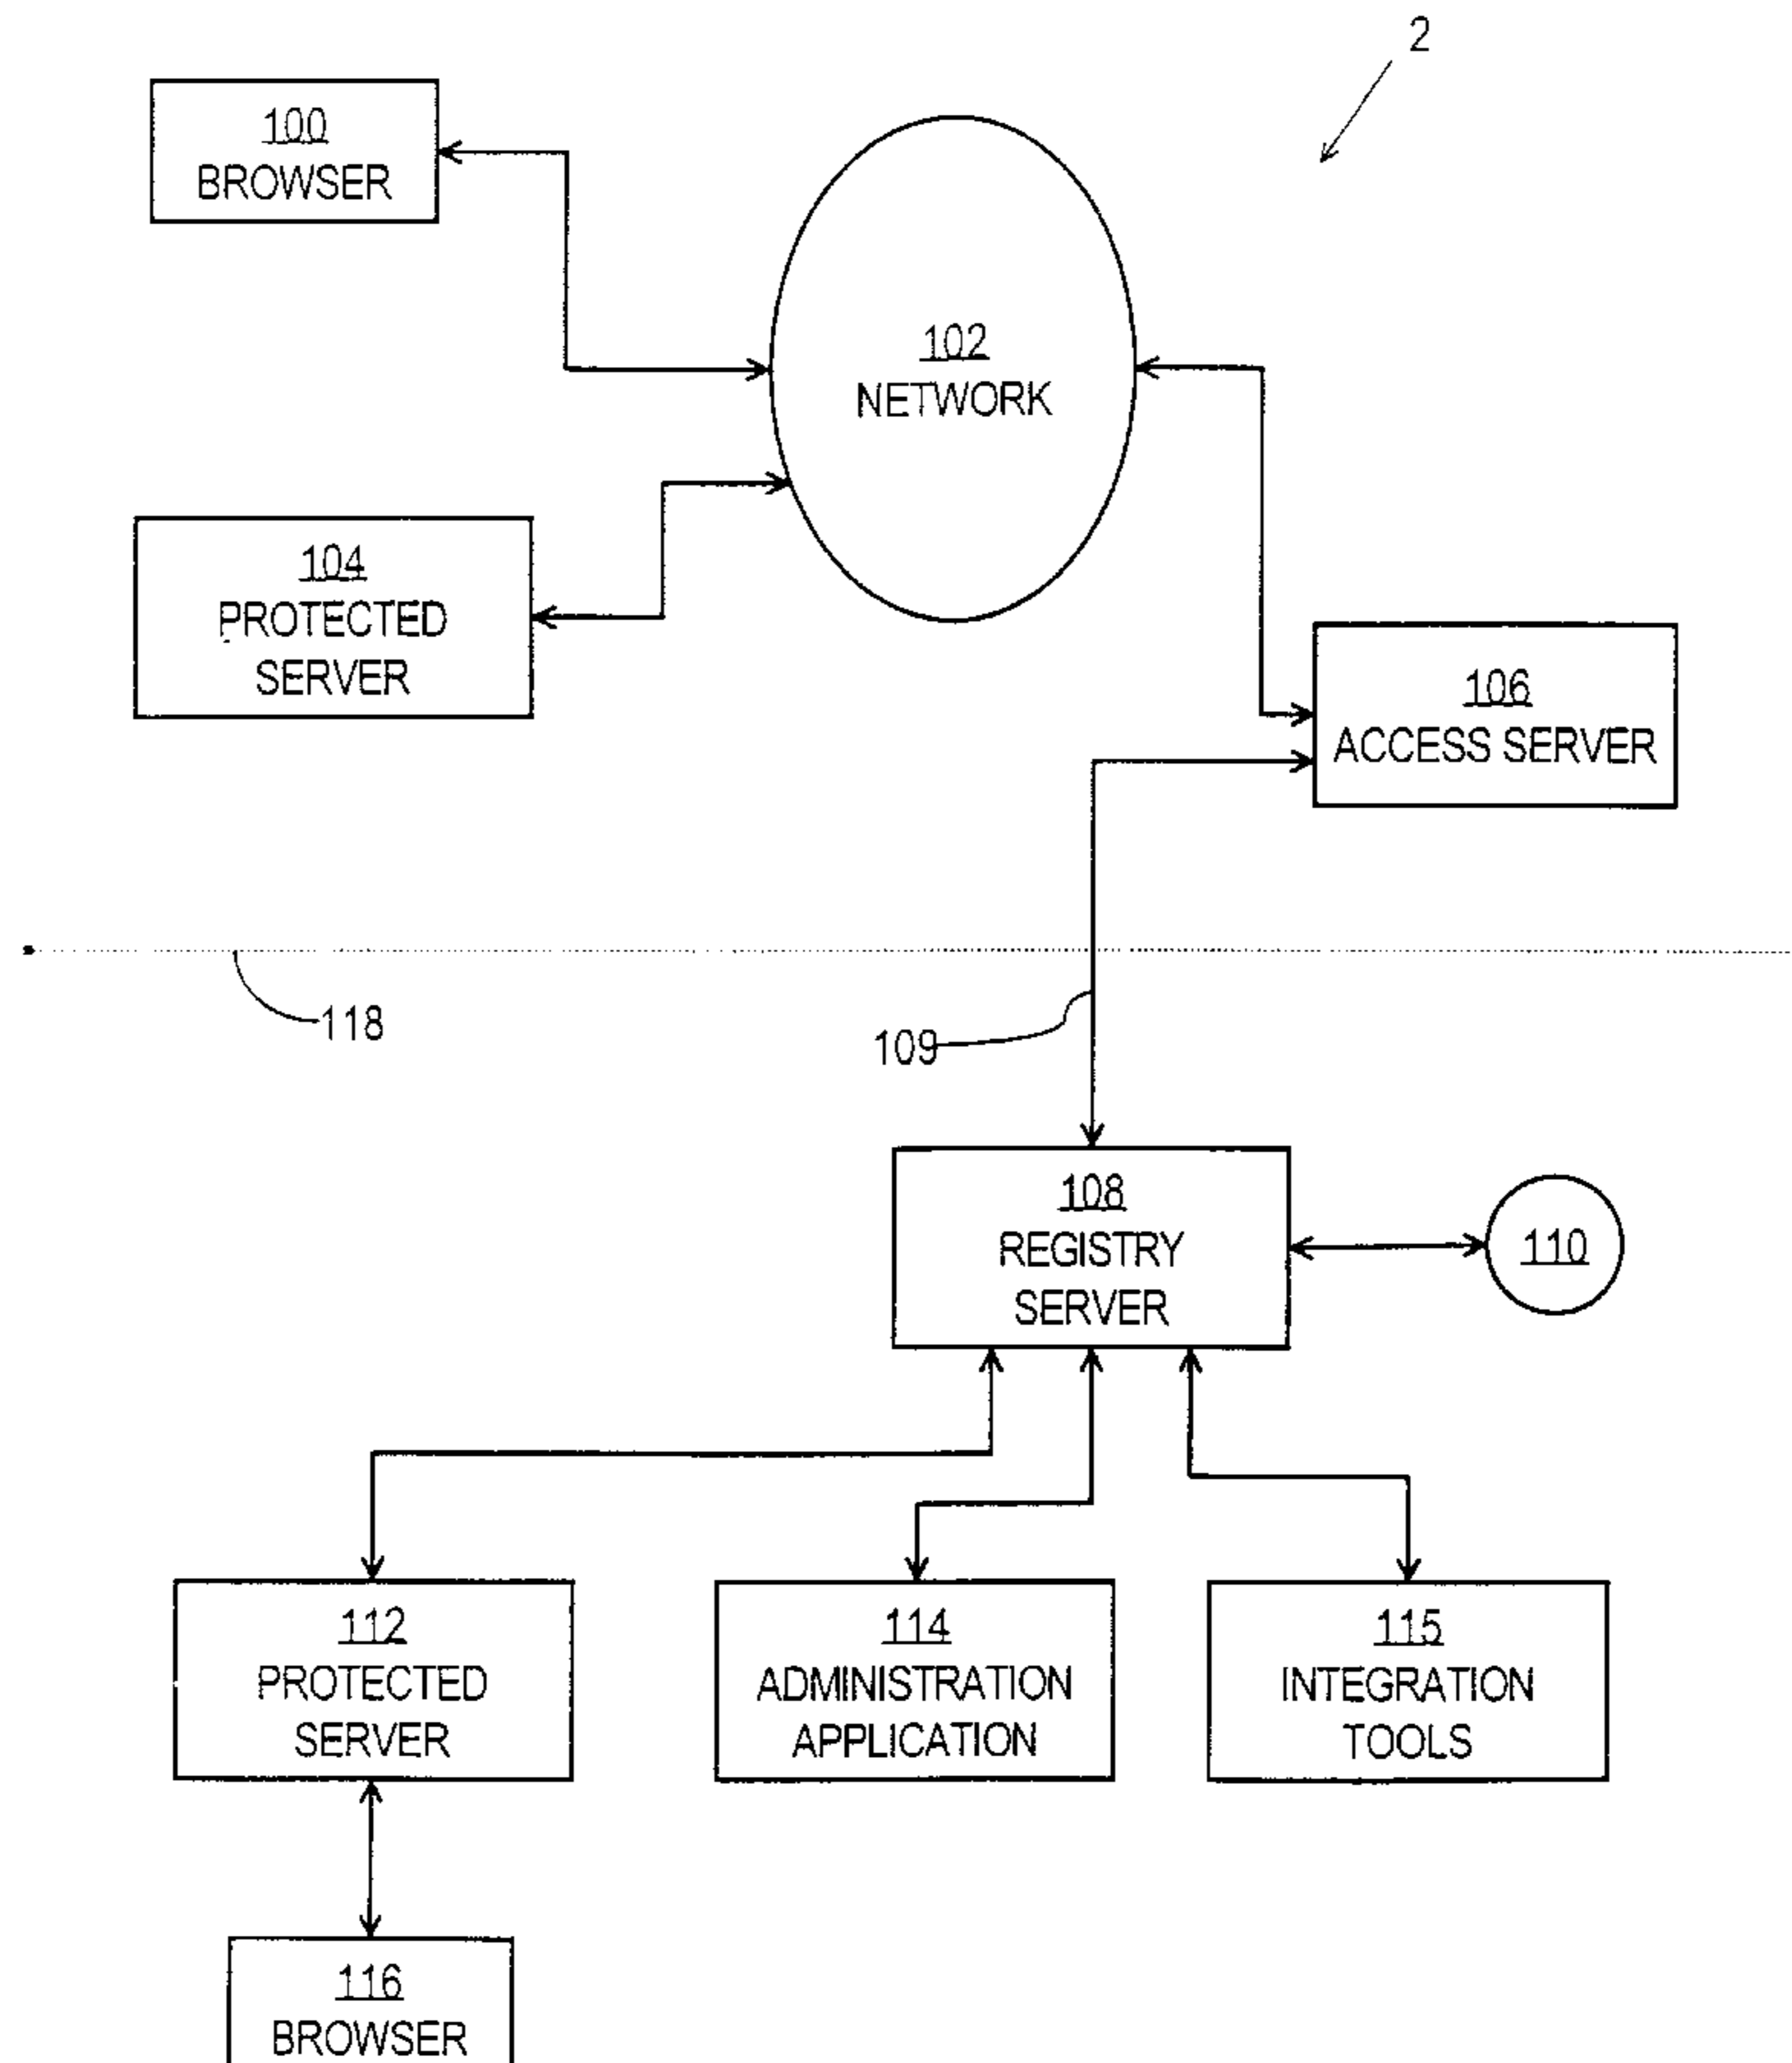 2
100
BROWSER
102
NETWORK
104
PROTECTED
SERVER
106
ACCESS SERVER
118
109
108
REGISTRY
SERVER
110
112
PROTECTED
SERVER
114
ADMINISTRATION
APPLICATION
115
INTEGRATION
TOOLS
116
BROWSER